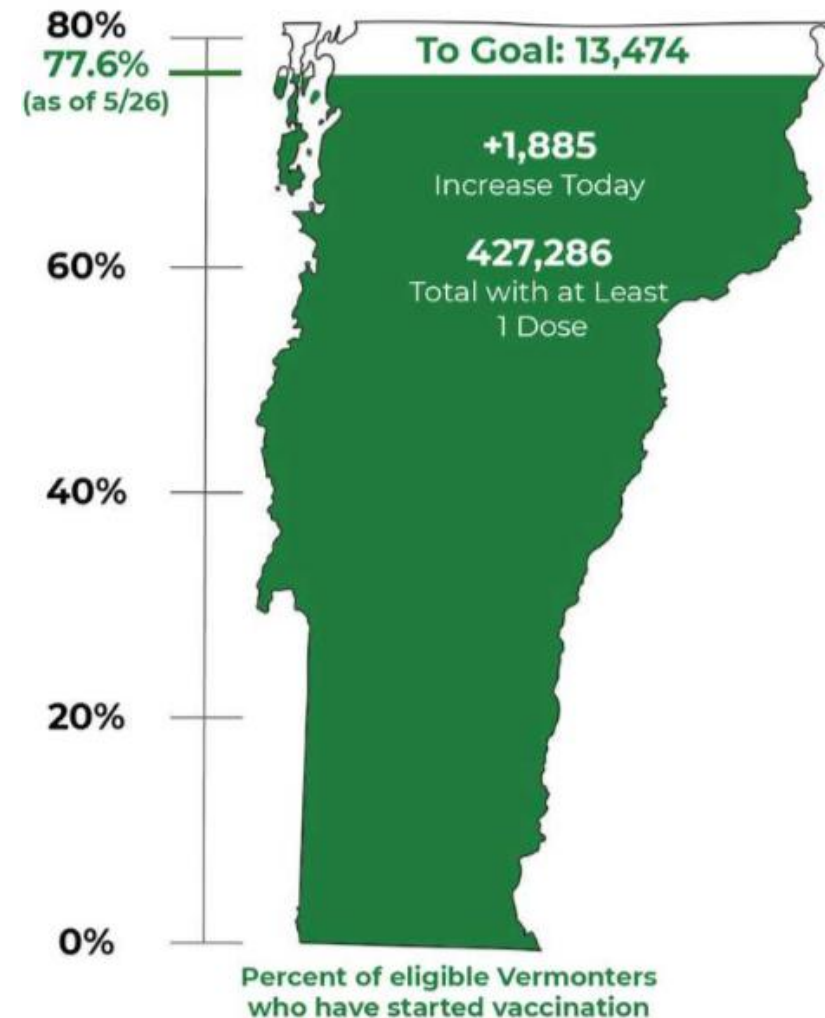 80%
77.6%
(as of 5/26)
To Goal: 13,474
+1,885
Increase Today
427,286
Total with at Least
1 Dose
60%
40%
20%
0%
Percent of eligible Vermonters
who have started vaccination